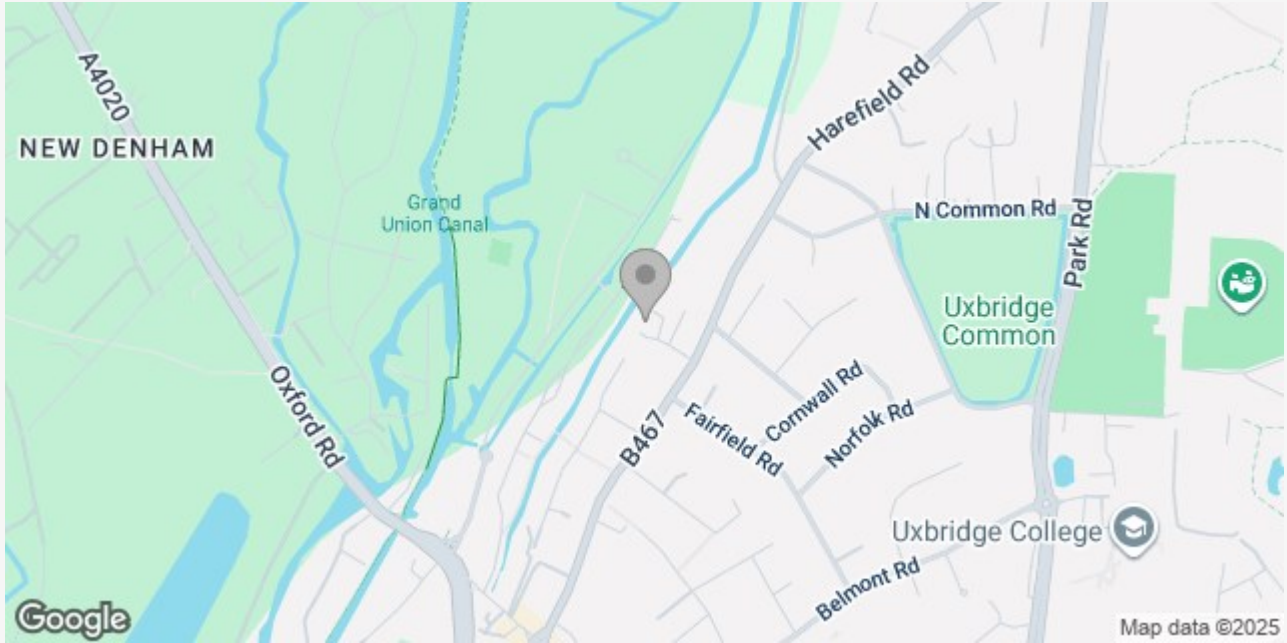 A4020
NEW DENHAM
Grand
Union Canal
Oxford Rd
Harefield Rd
N Common Rd
Park Rd
Uxbridge
Common
B467
Fairfield Rd
Cornwall Rd
Norfolk Rd
Uxbridge College
Belmont Rd
Google
Map data ©2025